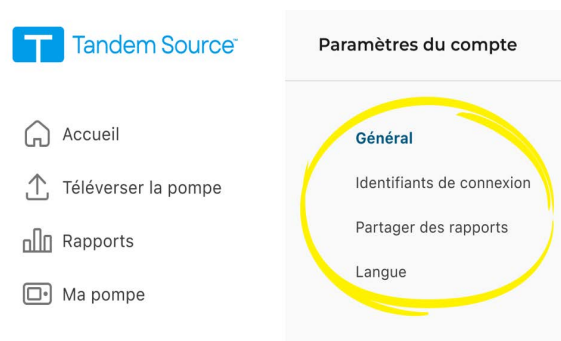 Tandem Source™
Accueil
Téléverser la pompe
Rapports
Ma pompe
Paramètres du compte
Général
Identifiants de connexion
Partager des rapports
Langue